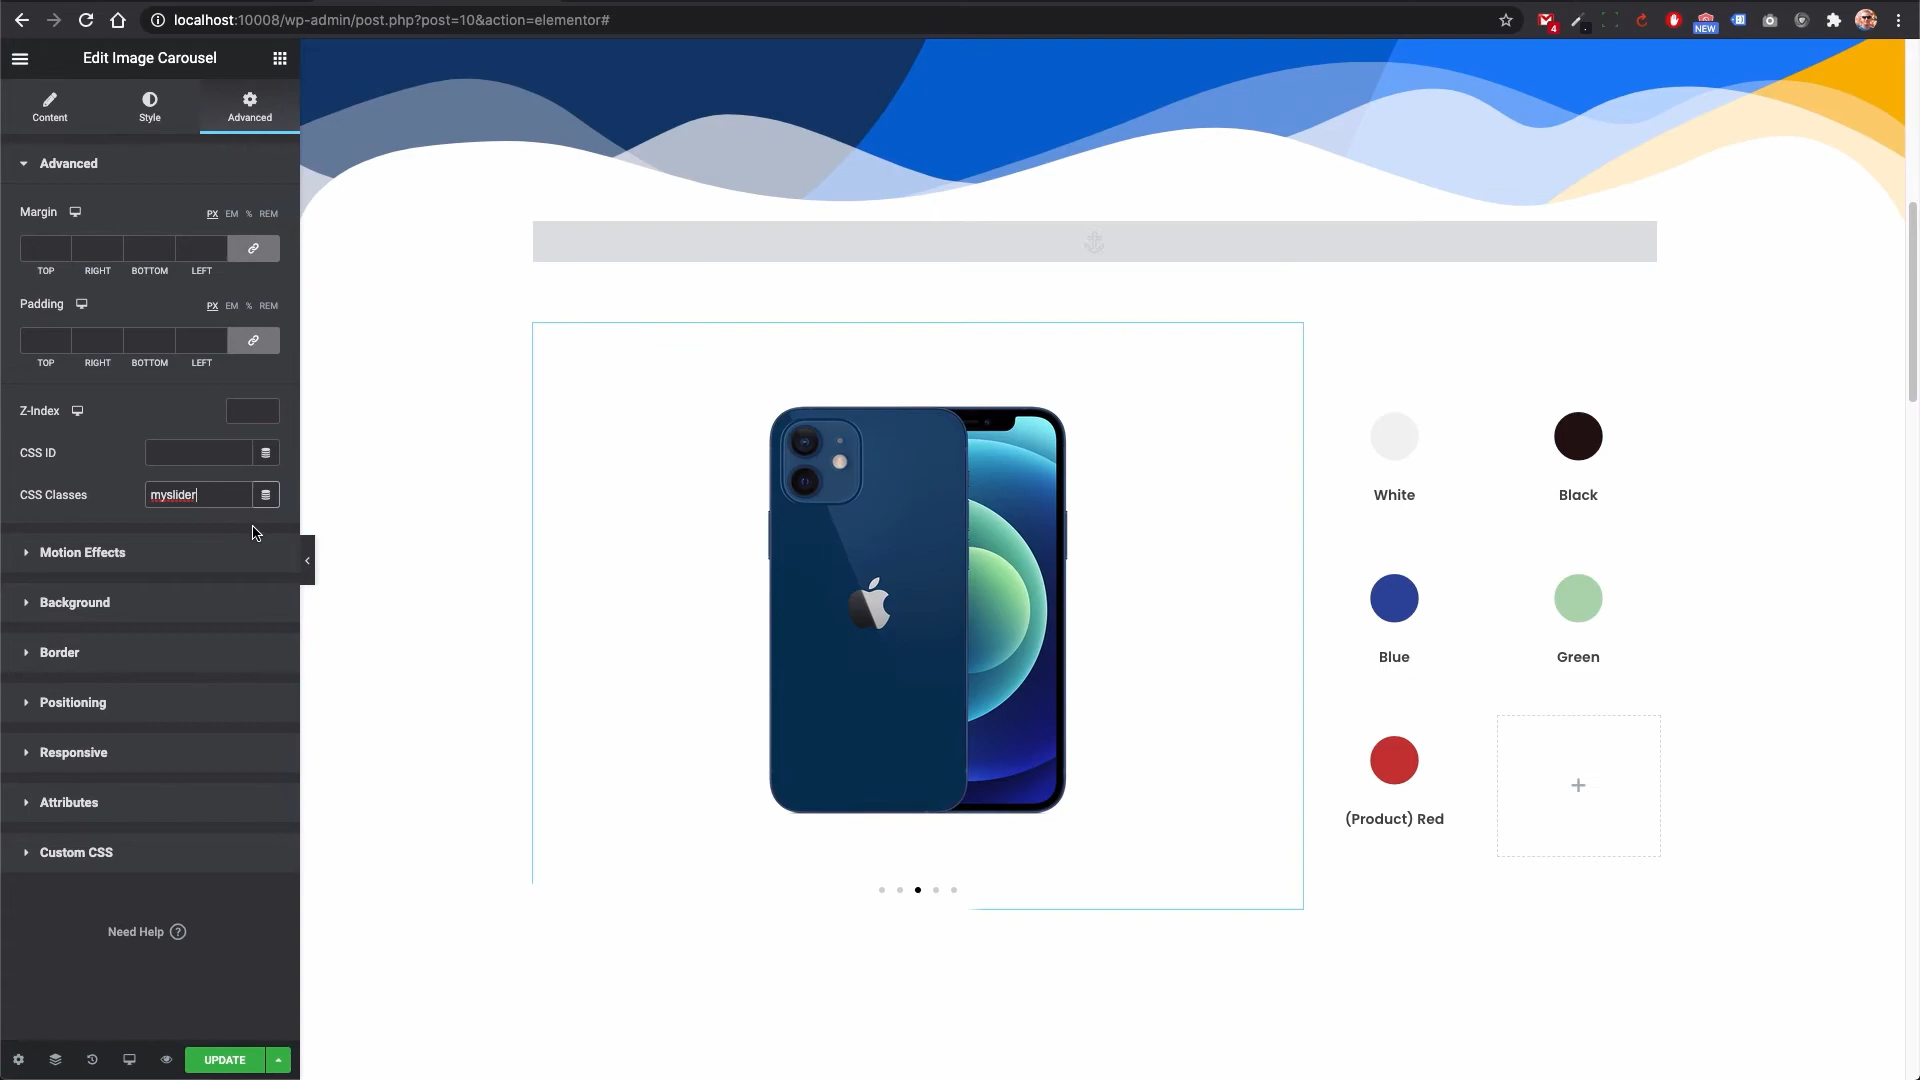 localhost:10008/wp-admin/post.php?post=10&action=elementor#
4
NEW
Edit Image Carousel
Content
Style
Advanced
Advanced
Margin
PX EM % REM
TOP RIGHT BOTTOM LEFT
Padding
PX EM % REM
TOP RIGHT BOTTOM LEFT
Z-Index
CSS ID
CSS Classes
myslider
Motion Effects
Background
Border
Positioning
Responsive
Attributes
Custom CSS
Need Help ?
UPDATE
White
Black
Blue
Green
(Product) Red